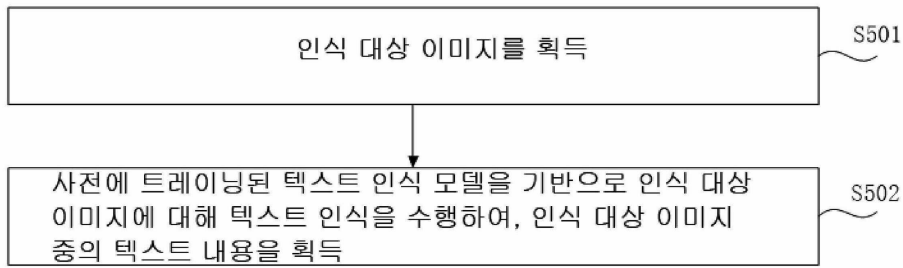 인식 대상 이미지를 획득
S501
사전에 트레이닝된 텍스트 인식 모델을 기반으로 인식 대상
이미지에 대해 텍스트 인식을 수행하여, 인식 대상 이미지
중의 텍스트 내용을 획득
S502